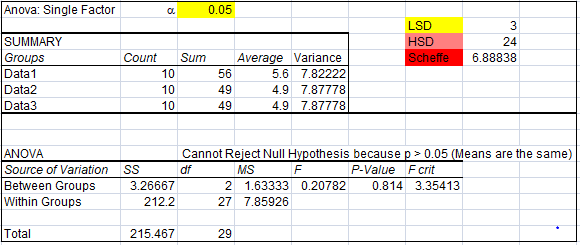 Anova: Single Factor α 0.05
LSD 3
SUMMARY HSD 24
Groups Count Sum Average Variance Scheffe 6.88838
Data1 10 56 5.6 7.82222
Data2 10 49 4.9 7.87778
Data3 10 49 4.9 7.87778
ANOVA Cannot Reject Null Hypothesis because p > 0.05 (Means are the same)
Source of Variation SS df MS F P-Value F crit
Between Groups 3.26667 2 1.63333 0.20782 0.814 3.35413
Within Groups 212.2 27 7.85926
Total 215.467 29